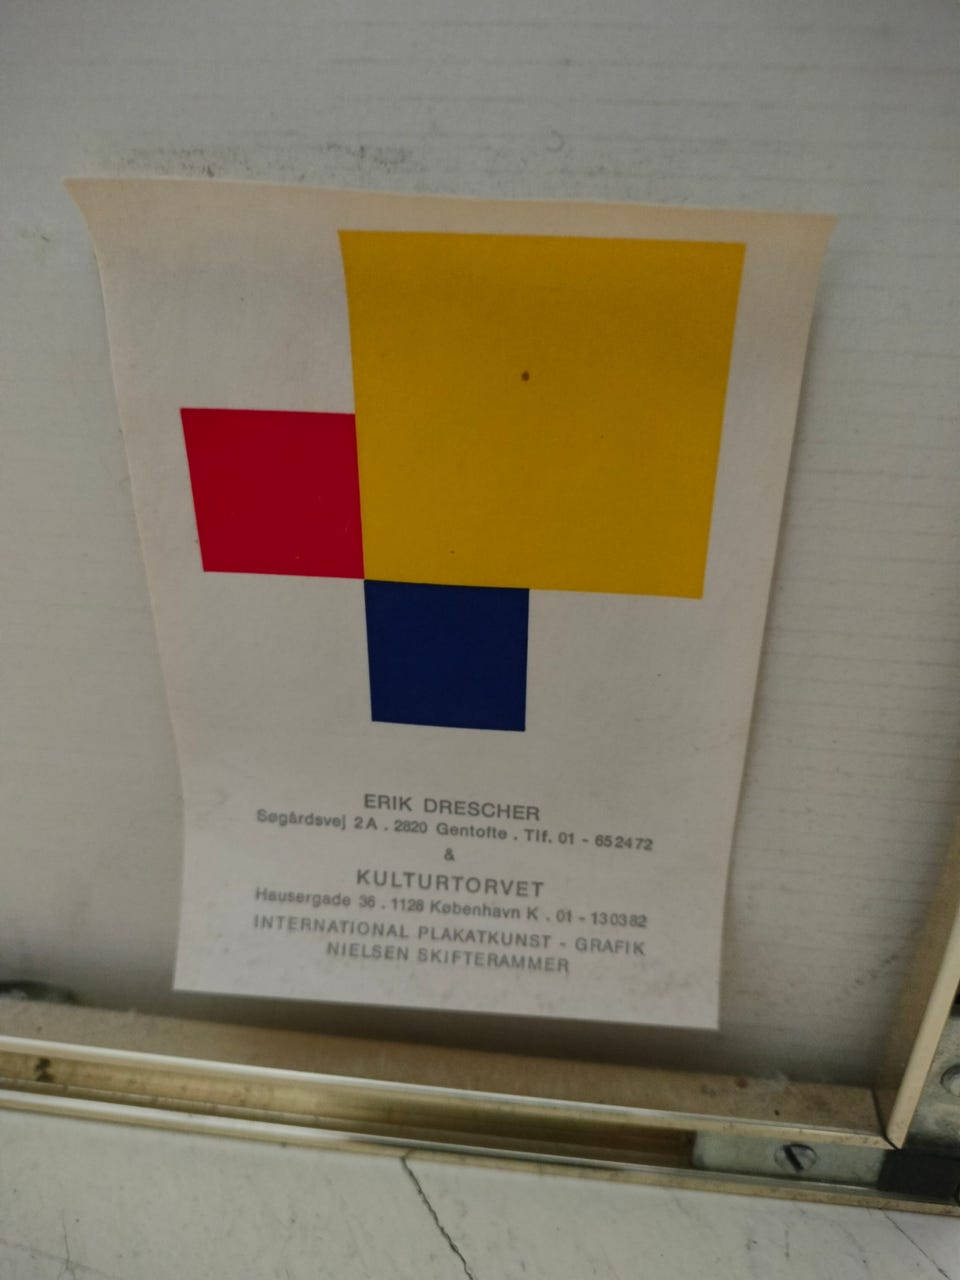 ERIK DRESCHER
Søgårdsvej 2A . 2820 Gentofte . Tlf. 01 - 652472
&
KULTURTORVET
Hausergade 36 . 1128 København K . 01 - 130382
INTERNATIONAL PLAKATKUNST - GRAFIK
NIELSEN SKIFTERAMMER